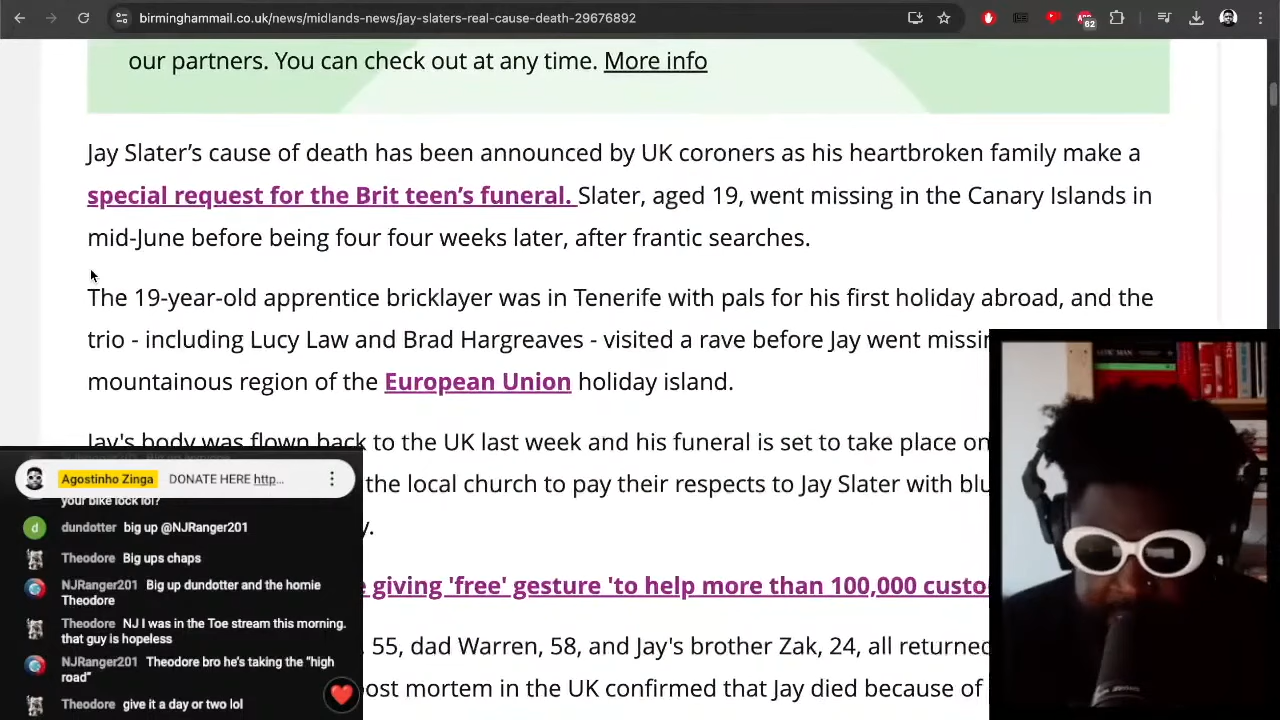 birminghammail.co.uk/news/midlands-news/jay-slaters-real-cause-death-29676892
62
our partners. You can check out at any time. More info
Jay Slater's cause of death has been announced by UK coroners as his heartbroken family make a
special request for the Brit teen's funeral. Slater, aged 19, went missing in the Canary Islands in
mid-June before being four four weeks later, after frantic searches.
The 19-year-old apprentice bricklayer was in Tenerife with pals for his first holiday abroad, and the
trio - including Lucy Law and Brad Hargreaves - visited a rave before Jay went
mountainous region of the European Union holiday island.
Jay's body was flown back to the UK last week and his funeral is set to take place on
the local church to pay their respects to Jay Slater with
giving 'free' gesture 'to help more than 100,000
55, dad Warren, 58, and Jay's brother Zak, 24, all returned
mortem in the UK confirmed that Jay died because of
Agostinho Zinga DONATE HERE http...
your bike lock lol?
d dundotter big up @NJRanger201
Theodore Big ups chaps
NJRanger201 Big up dundotter and the homie
Theodore
Theodore NJ I was in the Toe stream this morning.
that guy is hopeless
NJRanger201 Theodore bro he's taking the "high
road"
Theodore give it a day or two lol